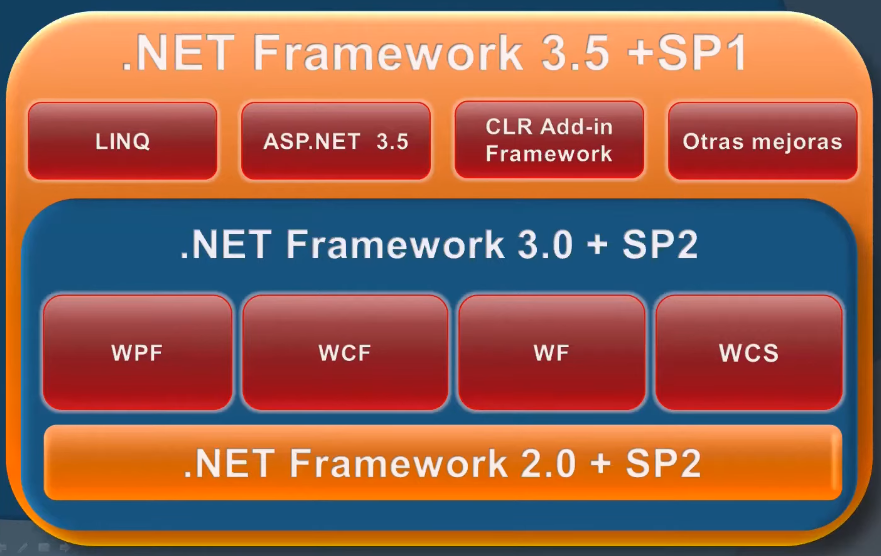 .NET Framework 3.5 +SP1
LINQ
ASP.NET 3.5
CLR Add-in
Framework
Otras mejoras
.NET Framework 3.0 + SP2
WPF
WCF
WF
WCS
.NET Framework 2.0 + SP2